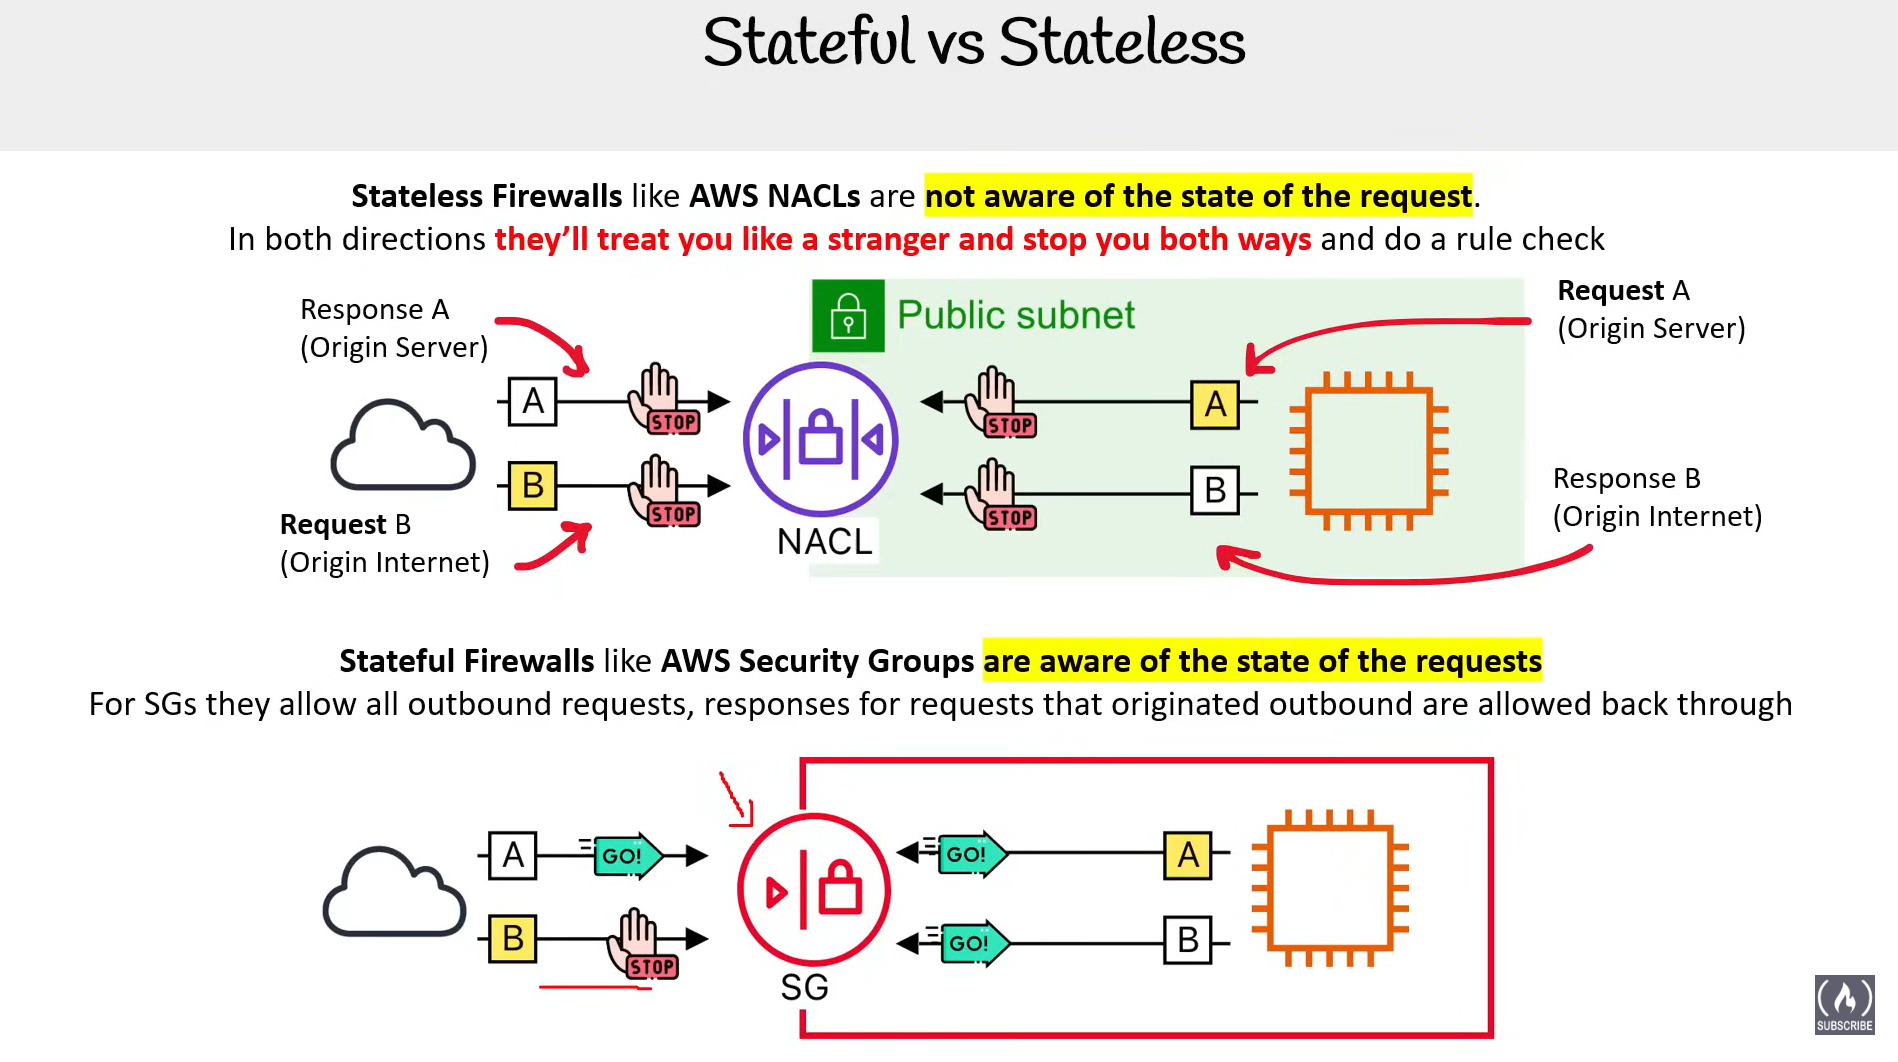 Stateful vs Stateless
Stateless Firewalls like AWS NACLs are not aware of the state of the request.
In both directions they'll treat you like a stranger and stop you both ways and do a rule check
Response A
(Origin Server)
Public subnet
Request A
(Origin Server)
A
STOP
STOP
A
B
STOP
STOP
B
Request B
(Origin Internet)
NACL
Response B
(Origin Internet)
Stateful Firewalls like AWS Security Groups are aware of the state of the requests
For SGs they allow all outbound requests, responses for requests that originated outbound are allowed back through
A
GO!
GO!
A
B
STOP
GO!
B
SG
SUBSCRIBE